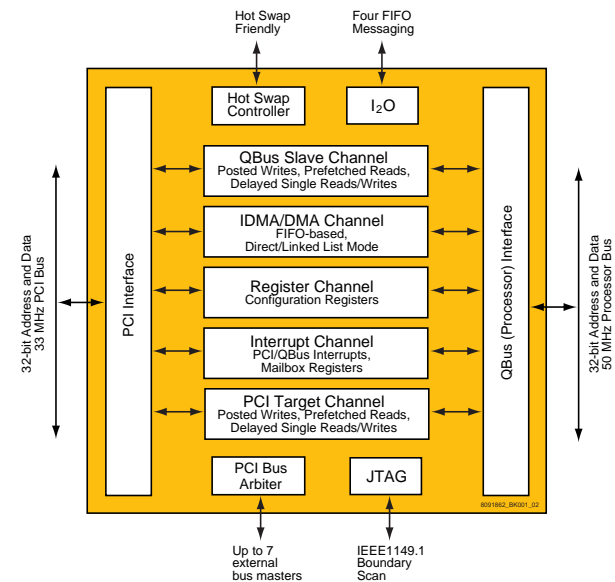 Hot Swap
Friendly
Four FIFO
Messaging
Hot Swap
Controller
I2O
QBus Slave Channel
Posted Writes, Prefetched Reads,
Delayed Single Reads/Writes
IDMA/DMA Channel
FIFO-based,
Direct/Linked List Mode
Register Channel
Configuration Registers
Interrupt Channel
PCI/QBus Interrupts,
Mailbox Registers
PCI Target Channel
Posted Writes, Prefetched Reads,
Delayed Single Reads/Writes
PCI Bus
Arbiter
JTAG
32-bit Address and Data
33 MHz PCI Bus
PCI Interface
QBus (Processor) Interface
32-bit Address and Data
50 MHz Processor Bus
8091862_BK001_02
Up to 7
external
bus masters
IEEE1149.1
Boundary
Scan